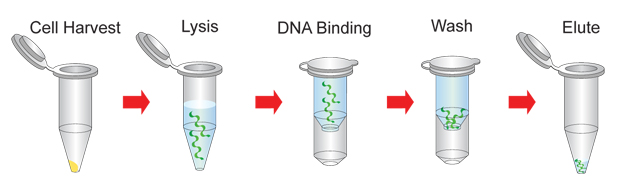 Cell Harvest
Lysis
DNA Binding
Wash
Elute